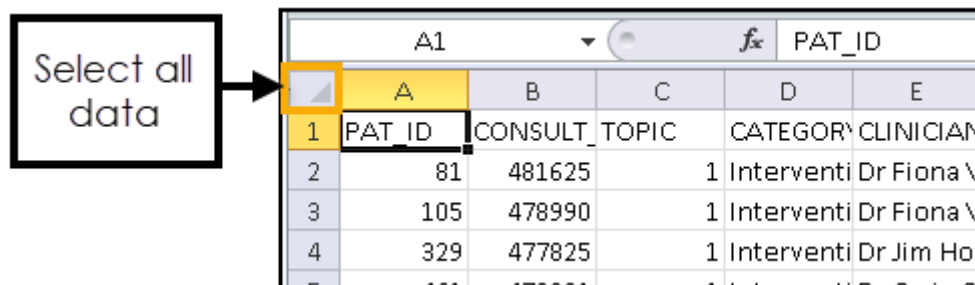 Select all
data
A1 fx PAT_ID
A B C D E
1 PAT_ID CONSULT_ TOPIC CATEGORY CLINICIAN
2 81 481625 1 Interventi Dr Fiona
3 105 478990 1 Interventi Dr Fiona
4 329 477825 1 Interventi Dr Jim Ho